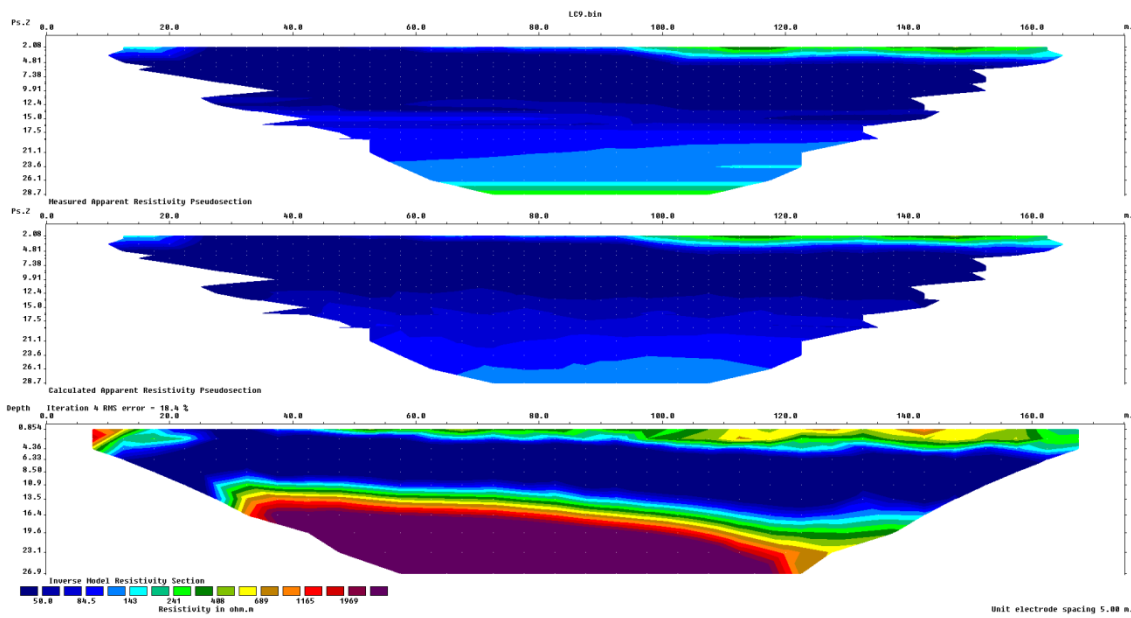 LC9.bin
Ps.Z 0.0 20.0 40.0 60.0 80.0 100.0 120.0 140.0 160.0 m.
2.08
4.81
7.38
9.91
12.4
15.0
17.5
21.1
23.6
26.1
28.7
Measured Apparent Resistivity Pseudosection
Ps.Z 0.0 20.0 40.0 60.0 80.0 100.0 120.0 140.0 160.0 m.
2.08
4.81
7.38
9.91
12.4
15.0
17.5
21.1
23.6
26.1
28.7
Calculated Apparent Resistivity Pseudosection
Depth Iteration 4 RMS error = 18.4 %
0.0 20.0 40.0 60.0 80.0 100.0 120.0 140.0 160.0 m.
0.854
4.36
6.33
8.50
10.9
13.5
16.4
19.6
23.1
26.9
Inverse Model Resistivity Section
50.0 84.5 143 241 408 689 1165 1969
Resistivity in ohm.m
Unit electrode spacing 5.00 m.